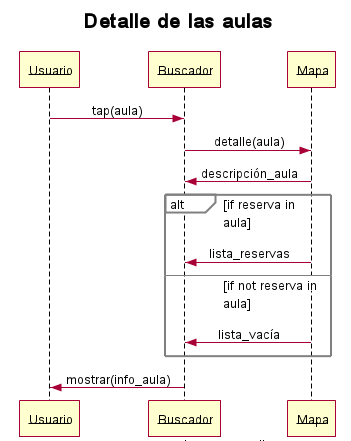 Detalle de las aulas
Usuario Buscador Mapa
tap(aula)
detalle(aula)
descripción_aula
alt [if reserva in
aula]
lista_reservas
[if not reserva in
aula]
lista_vacía
mostrar(info_aula)
Usuario Buscador Mapa